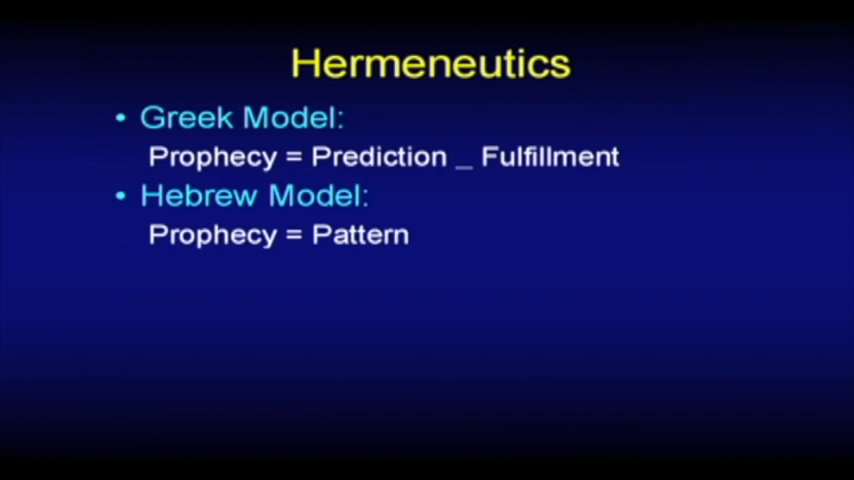 Hermeneutics
• Greek Model:
Prophecy = Prediction _ Fulfillment
• Hebrew Model:
Prophecy = Pattern